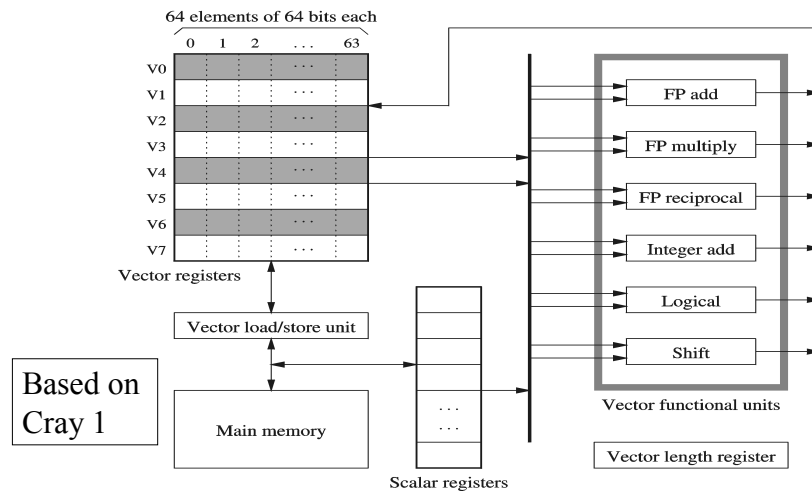 64 elements of 64 bits each
0 1 2 ... 63
V0 ...
V1 ...
V2 ...
V3 ...
V4 ...
V5 ...
V6 ...
V7 ...
Vector registers
Vector load/store unit
Based on
Cray 1
Main memory
... 
...
Scalar registers
FP add
FP multiply
FP reciprocal
Integer add
Logical
Shift
Vector functional units
Vector length register